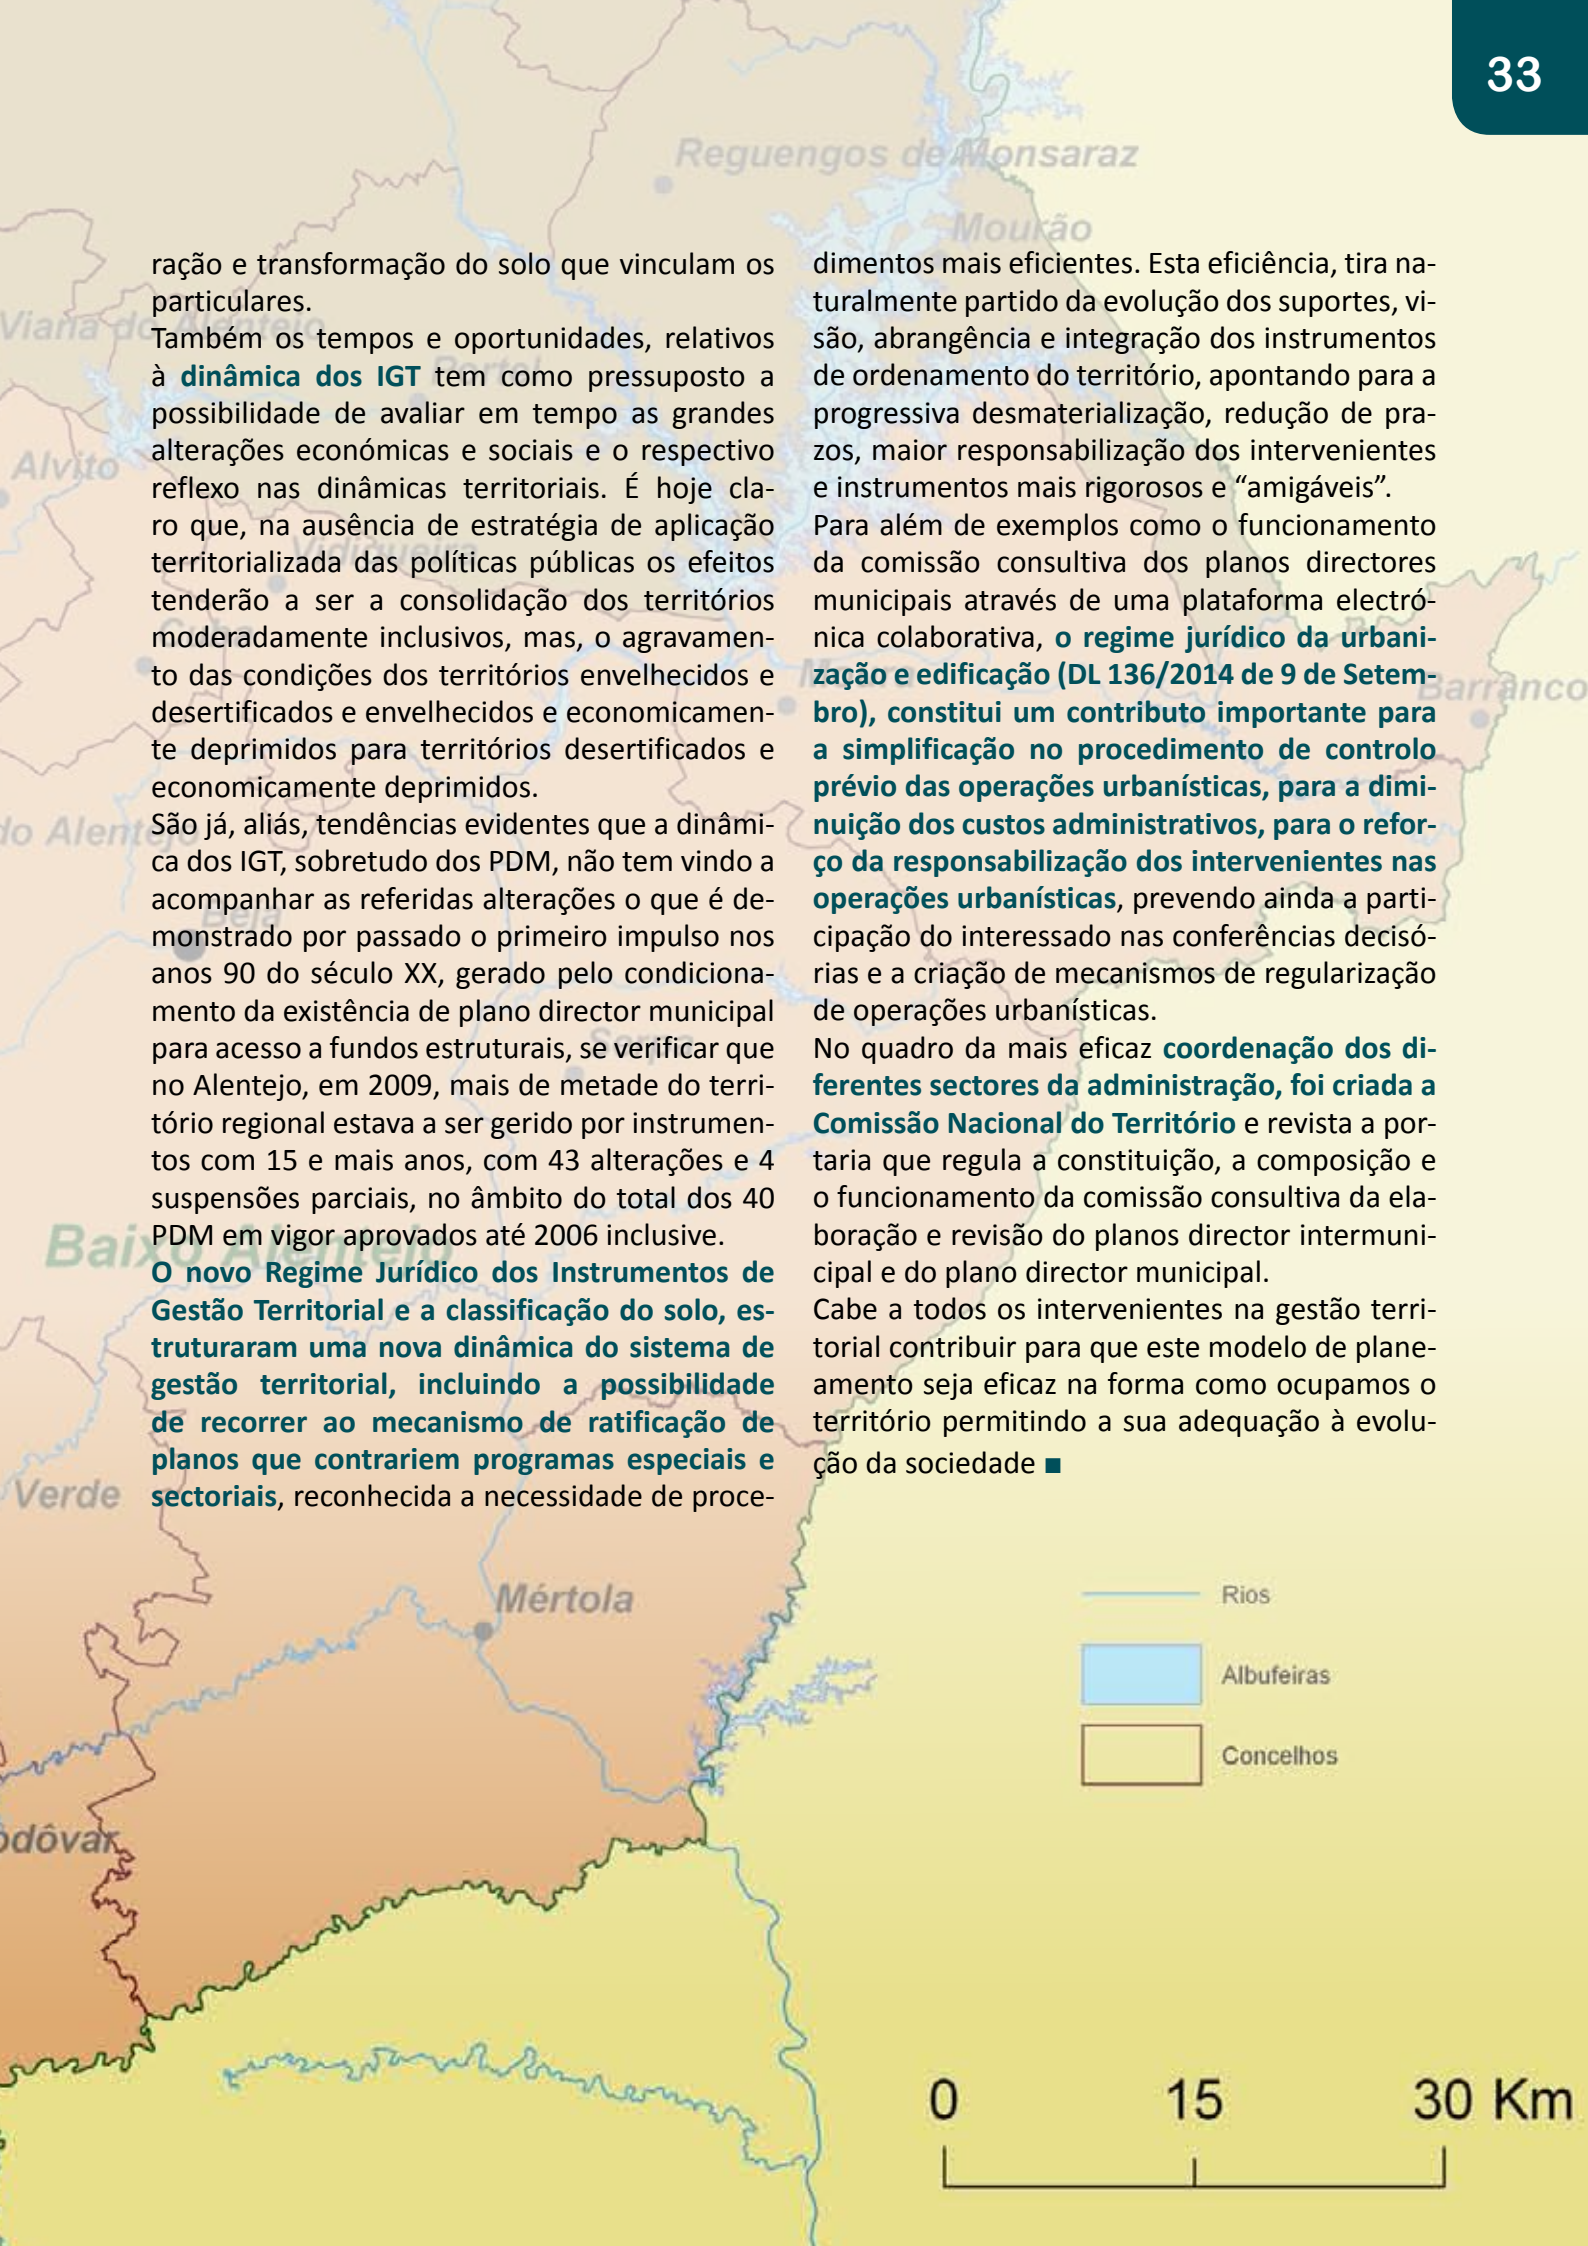 33
ração e transformação do solo que vinculam os
particulares.
Também os tempos e oportunidades, relativos
à dinâmica dos IGT tem como pressuposto a
possibilidade de avaliar em tempo as grandes
alterações económicas e sociais e o respectivo
reflexo nas dinâmicas territoriais. É hoje cla-
ro que, na ausência de estratégia de aplicação
territorializada das políticas públicas os efeitos
tenderão a ser a consolidação dos territórios
moderadamente inclusivos, mas, o agravamen-
to das condições dos territórios envelhecidos e
desertificados e envelhecidos e economicamen-
te deprimidos para territórios desertificados e
economicamente deprimidos.
São já, aliás, tendências evidentes que a dinâmi-
ca dos IGT, sobretudo dos PDM, não tem vindo a
acompanhar as referidas alterações o que é de-
monstrado por passado o primeiro impulso nos
anos 90 do século XX, gerado pelo condiciona-
mento da existência de plano director municipal
para acesso a fundos estruturais, se verificar que
no Alentejo, em 2009, mais de metade do terri-
tório regional estava a ser gerido por instrumen-
tos com 15 e mais anos, com 43 alterações e 4
suspensões parciais, no âmbito do total dos 40
PDM em vigor aprovados até 2006 inclusive.
O novo Regime Jurídico dos Instrumentos de
Gestão Territorial e a classificação do solo, es-
truturaram uma nova dinâmica do sistema de
gestão territorial, incluindo a possibilidade
de recorrer ao mecanismo de ratificação de
planos que contrariem programas especiais e
sectoriais, reconhecida a necessidade de proce-
dimentos mais eficientes. Esta eficiência, tira na-
turalmente partido da evolução dos suportes, vi-
são, abrangência e integração dos instrumentos
de ordenamento do território, apontando para a
progressiva desmaterialização, redução de pra-
zos, maior responsabilização dos intervenientes
e instrumentos mais rigorosos e “amigáveis”.
Para além de exemplos como o funcionamento
da comissão consultiva dos planos directores
municipais através de uma plataforma electró-
nica colaborativa, o regime jurídico da urbani-
zação e edificação (DL 136/2014 de 9 de Setem-
bro), constitui um contributo importante para
a simplificação no procedimento de controlo
prévio das operações urbanísticas, para a dimi-
nuição dos custos administrativos, para o refor-
ço da responsabilização dos intervenientes nas
operações urbanísticas, prevendo ainda a parti-
cipação do interessado nas conferências decisó-
rias e a criação de mecanismos de regularização
de operações urbanísticas.
No quadro da mais eficaz coordenação dos di-
ferentes sectores da administração, foi criada a
Comissão Nacional do Território e revista a por-
taria que regula a constituição, a composição e
o funcionamento da comissão consultiva da ela-
boração e revisão do planos director intermuni-
cipal e do plano director municipal.
Cabe a todos os intervenientes na gestão terri-
torial contribuir para que este modelo de plane-
amento seja eficaz na forma como ocupamos o
território permitindo a sua adequação à evolu-
ção da sociedade ■
Reguengos de Monsaraz
Mourão
Viana do Alentejo
Portel
Alvito
Vidigueira
Cuba
Moura
Barranco
do Alentejo
Beja
Serpa
Baixo Alentejo
Verde
Mértola
odôvar
Rios
Albufeiras
Concelhos
0 15 30 Km